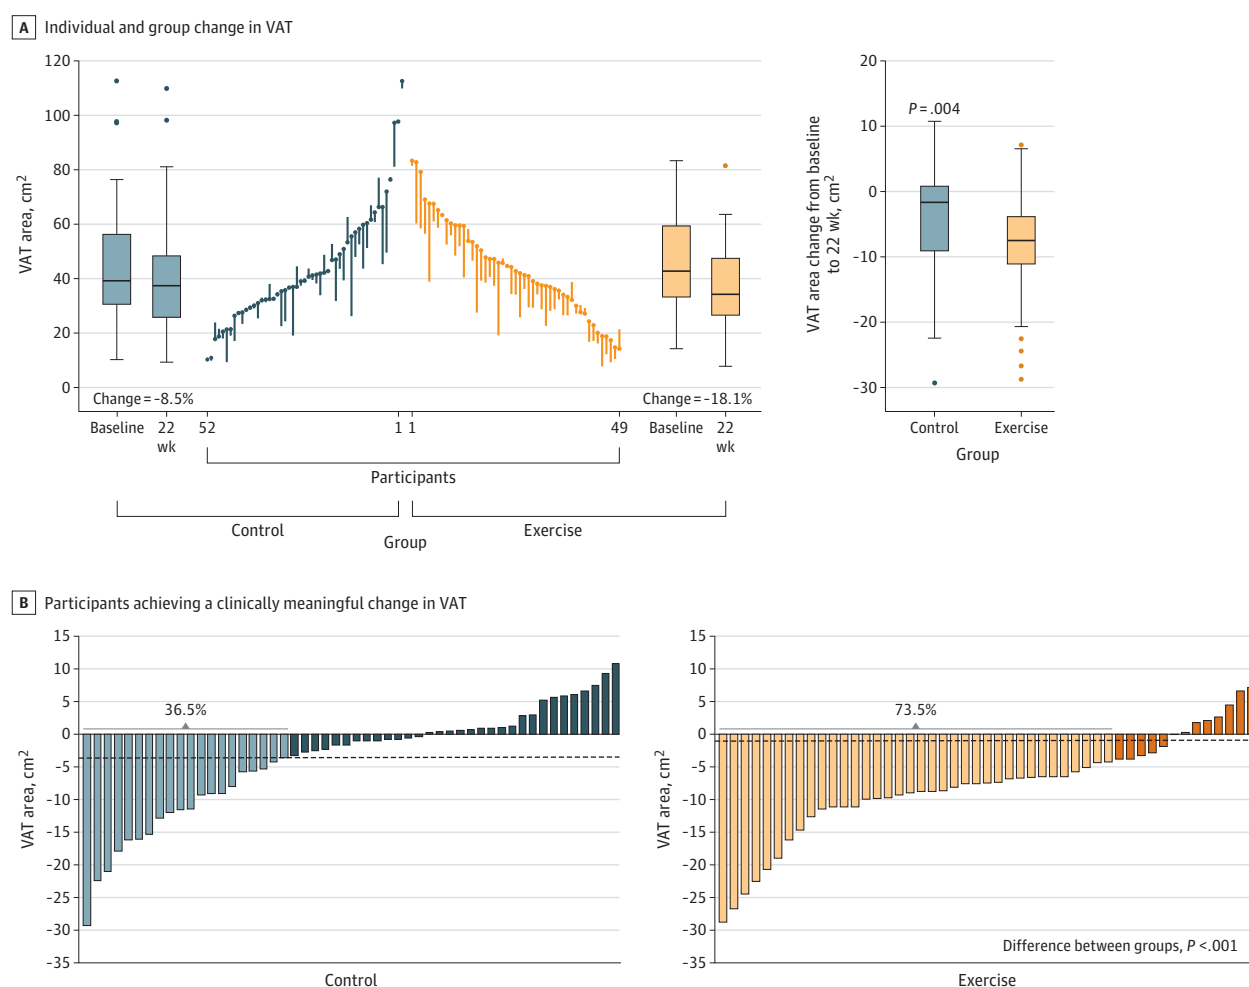 A Individual and group change in VAT
120
100
80
60
40
20
0
VAT area, cm2
Change = -8.5%
Change = -18.1%
Baseline
22
wk
52
1 1
49
Baseline
22
wk
Participants
Control
Exercise
Group
20
10
0
-10
-20
-30
VAT area change from baseline
to 22 wk, cm2
P = .004
Control
Exercise
Group
B Participants achieving a clinically meaningful change in VAT
15
10
5
0
-5
-10
-15
-20
-25
-30
-35
VAT area, cm2
36.5%
Control
15
10
5
0
-5
-10
-15
-20
-25
-30
-35
VAT area, cm2
73.5%
Difference between groups, P <.001
Exercise